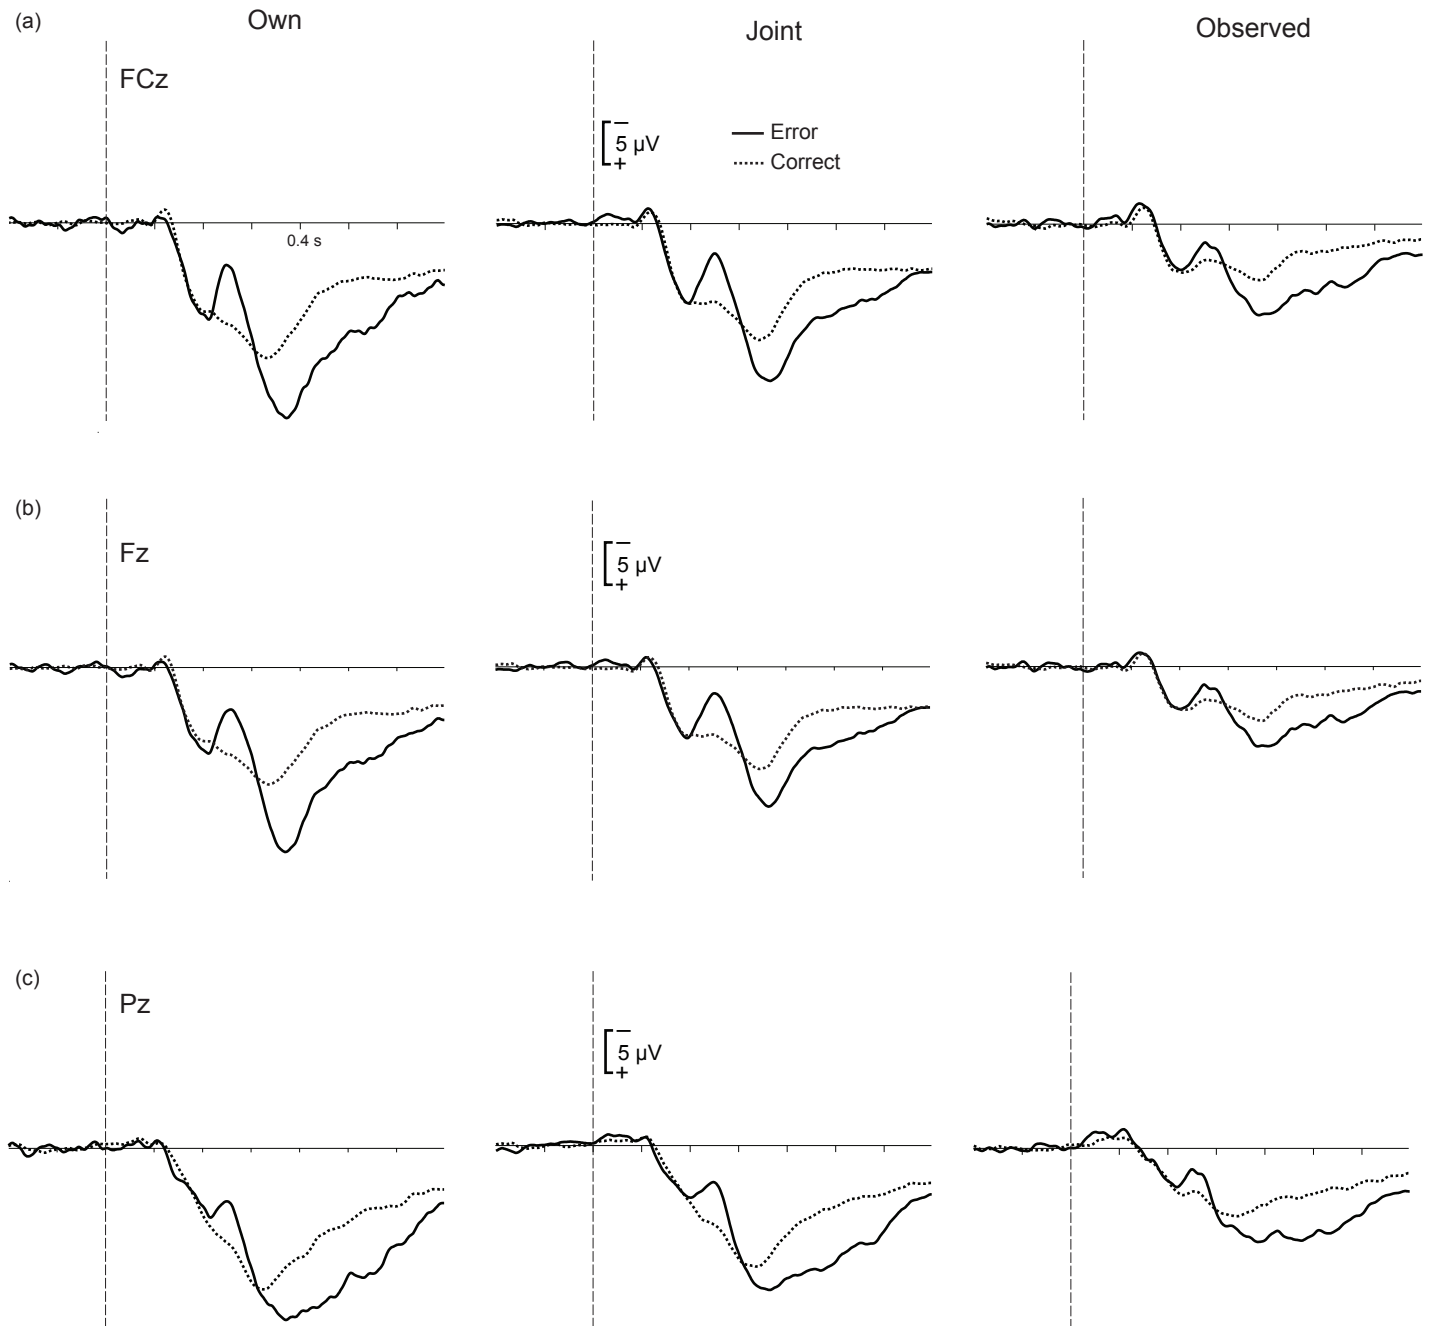 (a)
Own
Joint
Observed
FCz
−
5 µV
+
Error
Correct
0.4 s
(b)
Fz
−
5 µV
+
(c)
Pz
−
5 µV
+